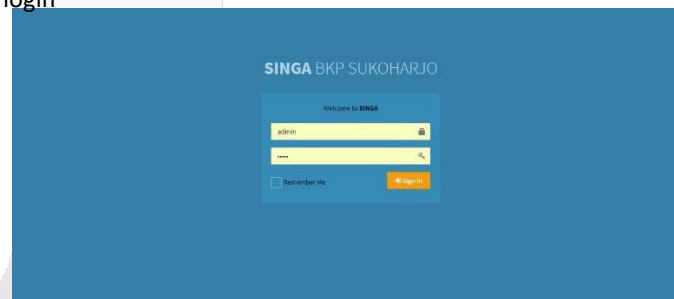 login
SINGA BKP SUKOHARJO
Welcome to SINGA
admin
•••••
Remember Me
Sign In